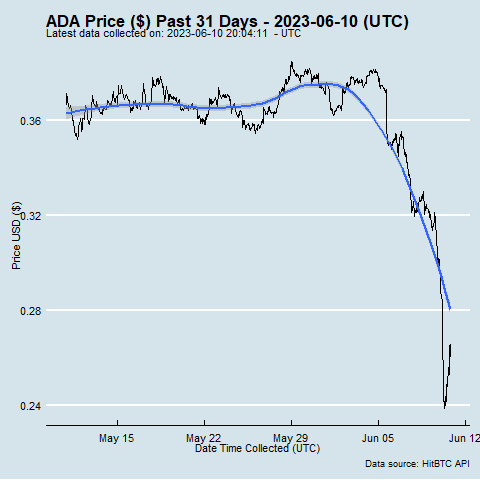 ADA Price ($) Past 31 Days - 2023-06-10 (UTC)
Latest data collected on: 2023-06-10 20:04:11 - UTC
0.36
0.32
0.28
0.24
Price USD ($)
May 15
May 22
May 29
Jun 05
Jun 12
Date Time Collected (UTC)
Data source: HitBTC API